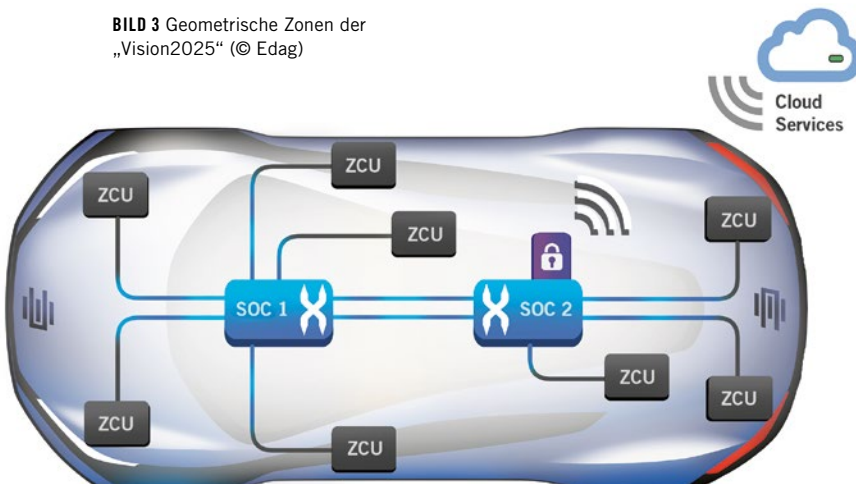 BILD 3 Geometrische Zonen der
„Vision2025“ (© Edag)
Cloud
Services
ZCU
ZCU
ZCU
ZCU
SOC 1
SOC 2
ZCU
ZCU
ZCU
ZCU